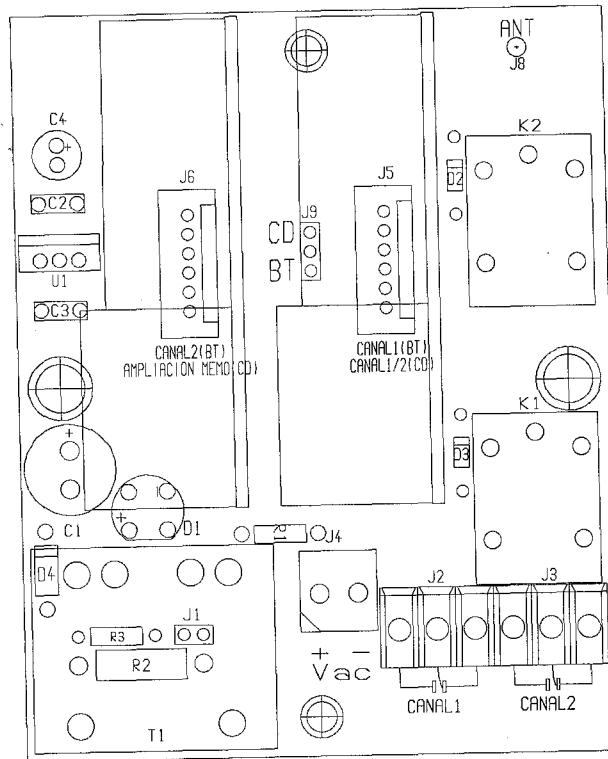 ANT
J8
C4
K2
J6
J5
D2
C2
J9
CD
BT
U1
C3
CANAL2(BT)
AMPLIACION MEMO(CD)
CANAL1(BT)
CANAL1/2(CD)
K1
+
D3
C1
+
D1
R1
J4
D4
J2
J3
J1
R3
R2
+ -
Vac
CANAL1
CANAL2
T1